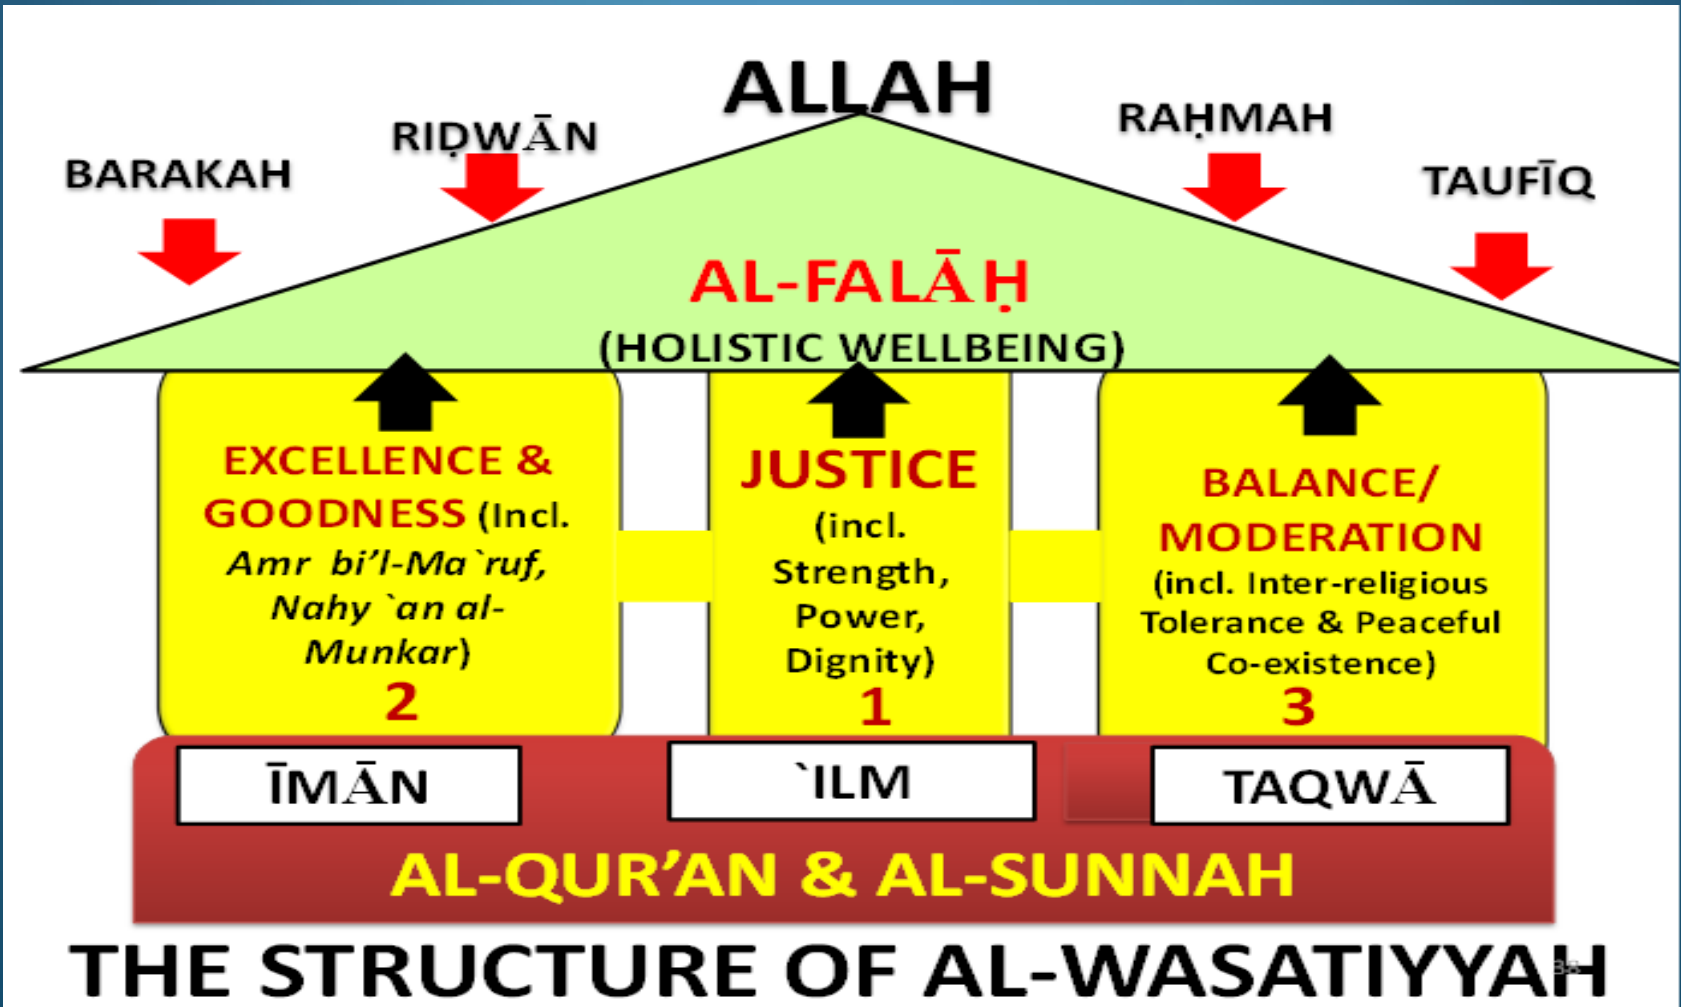 ALLAH
RIḌWĀN
RAḤMAH
BARAKAH
TAUFĪQ
AL-FALĀḤ
(HOLISTIC WELLBEING)
EXCELLENCE &
GOODNESS (Incl.
Amr bi’l-Ma`ruf,
Nahy `an al-
Munkar)
2
JUSTICE
(incl.
Strength,
Power,
Dignity)
1
BALANCE/
MODERATION
(incl. Inter-religious
Tolerance & Peaceful
Co-existence)
3
ĪMĀN
`ILM
TAQWĀ
AL-QUR’AN & AL-SUNNAH
THE STRUCTURE OF AL-WASATIYYAH